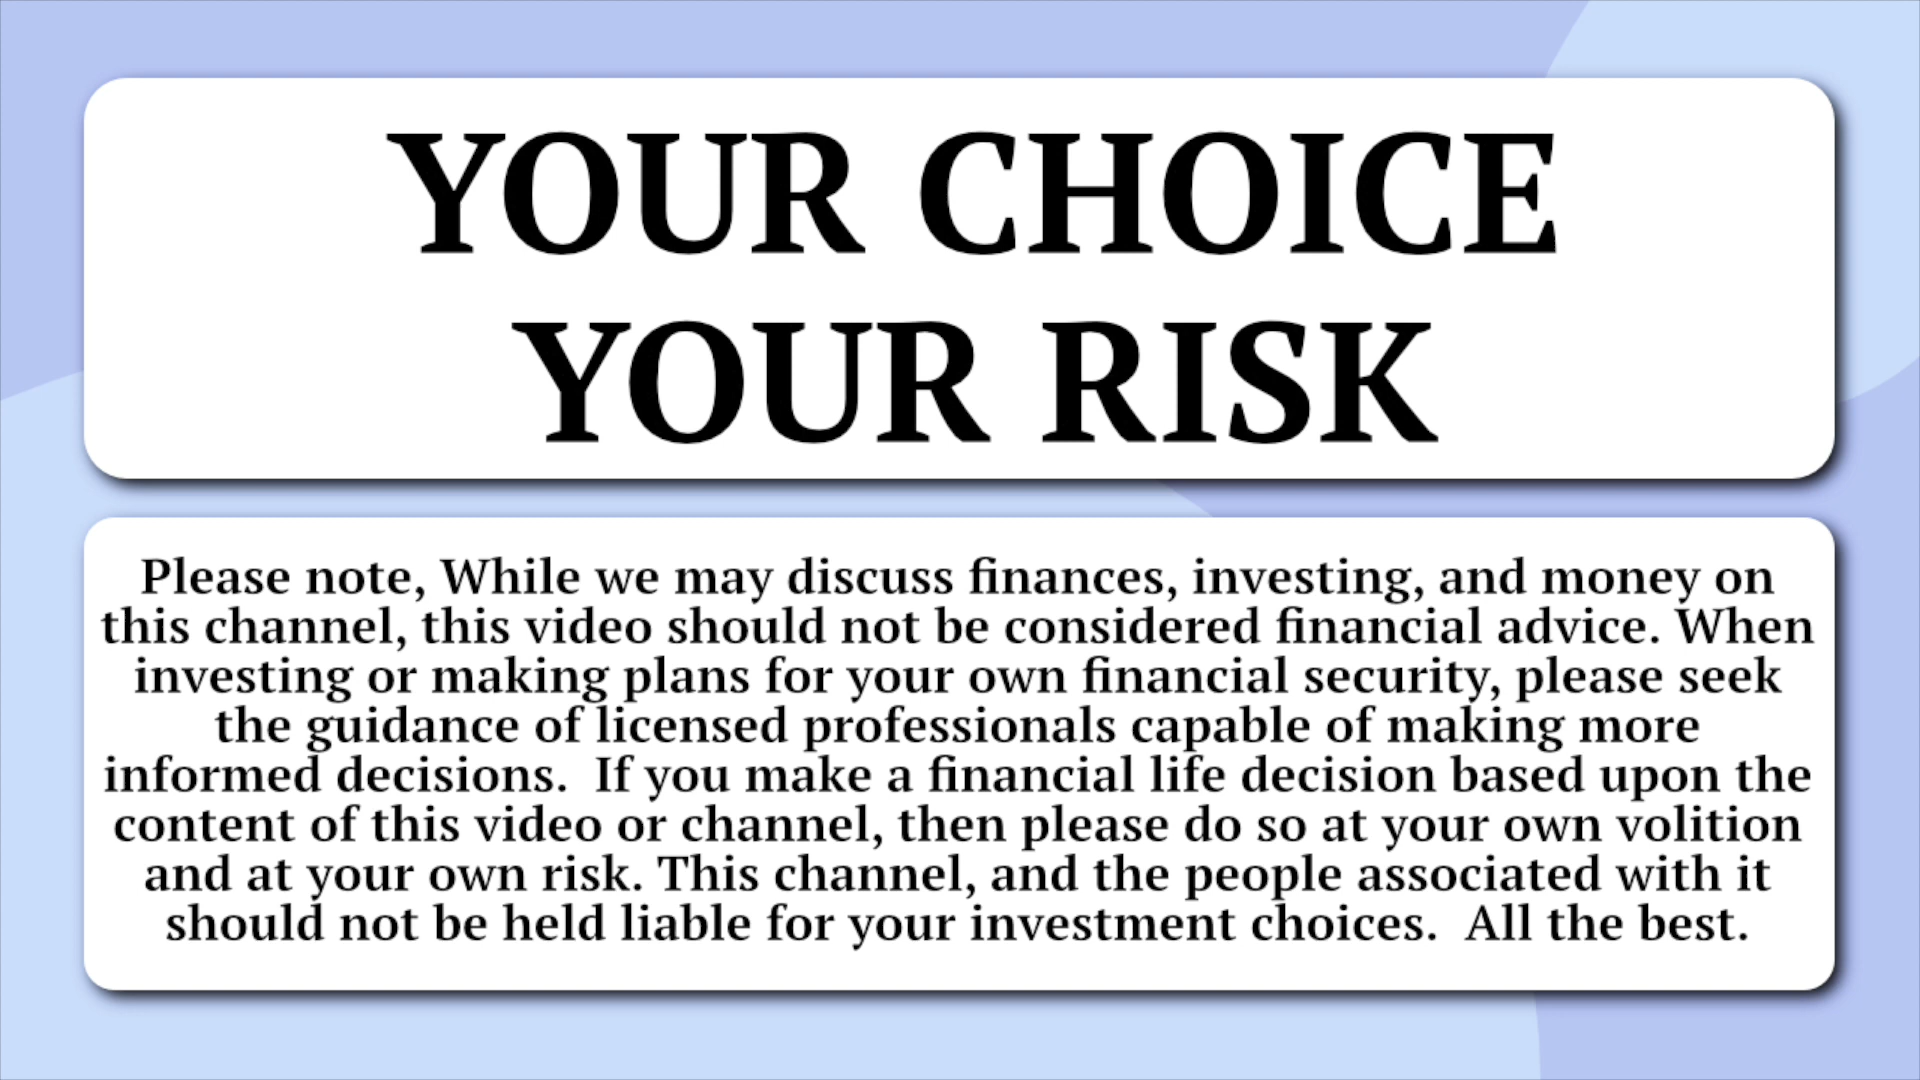 YOUR CHOICE
YOUR RISK
Please note, While we may discuss finances, investing, and money on
this channel, this video should not be considered financial advice. When
investing or making plans for your own financial security, please seek
the guidance of licensed professionals capable of making more
informed decisions.  If you make a financial life decision based upon the
content of this video or channel, then please do so at your own volition
and at your own risk. This channel, and the people associated with it
should not be held liable for your investment choices.  All the best.